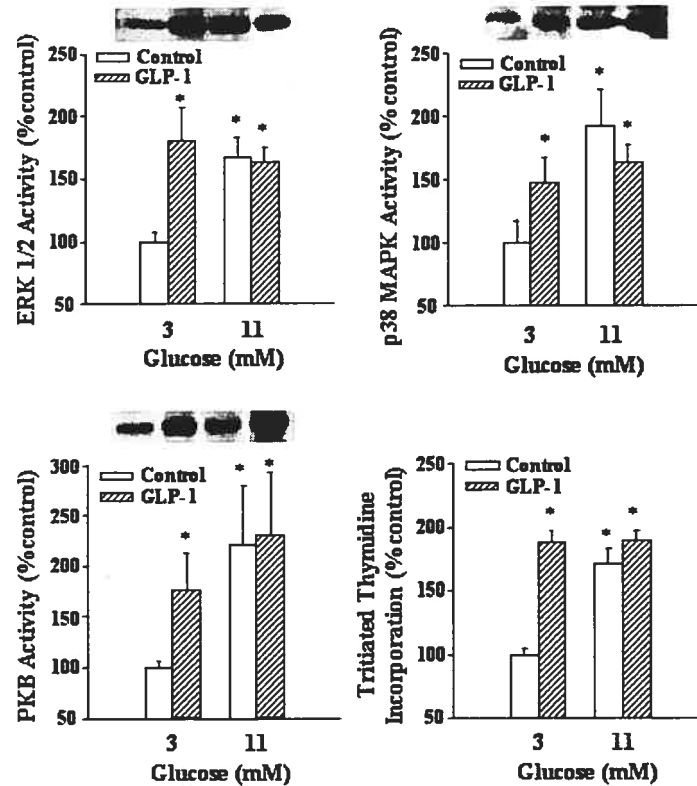 250
200
150
100
50
ERK 1/2 Activity (%control)
Control
GLP-1
* * *
3 11
Glucose (mM)
250
200
150
100
50
p38 MAPK Activity (%control)
Control
GLP-1
* * *
3 11
Glucose (mM)
300
250
200
150
100
50
PKB Activity (%control)
Control
GLP-1
* * *
3 11
Glucose (mM)
250
200
150
100
50
Tritiated Thymidine
Incorporation (%control)
Control
GLP-1
* * *
3 11
Glucose (mM)